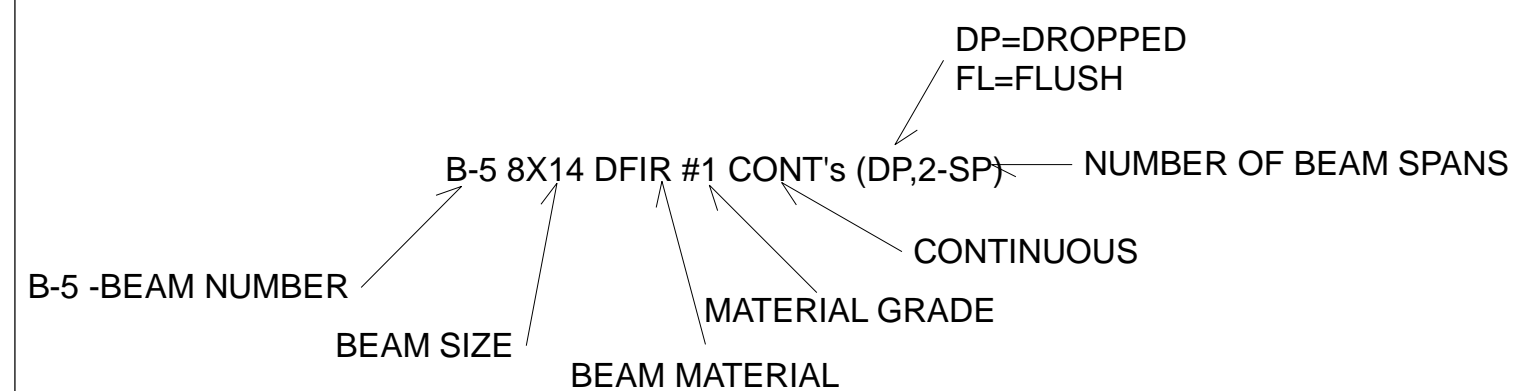 DP=DROPPED
FL=FLUSH
B-5 8X14 DFIR #1 CONT's (DP,2-SP)
NUMBER OF BEAM SPANS
CONTINUOUS
B-5 -BEAM NUMBER
MATERIAL GRADE
BEAM SIZE
BEAM MATERIAL